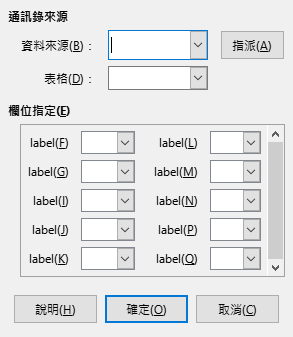 通訊錄來源
資料來源(B)： 指派(A)
表格(D)：
欄位指定(E)
label(F) label(L)
label(G) label(M)
label(I) label(N)
label(J) label(P)
label(K) label(Q)
說明(H) 確定(O) 取消(C)